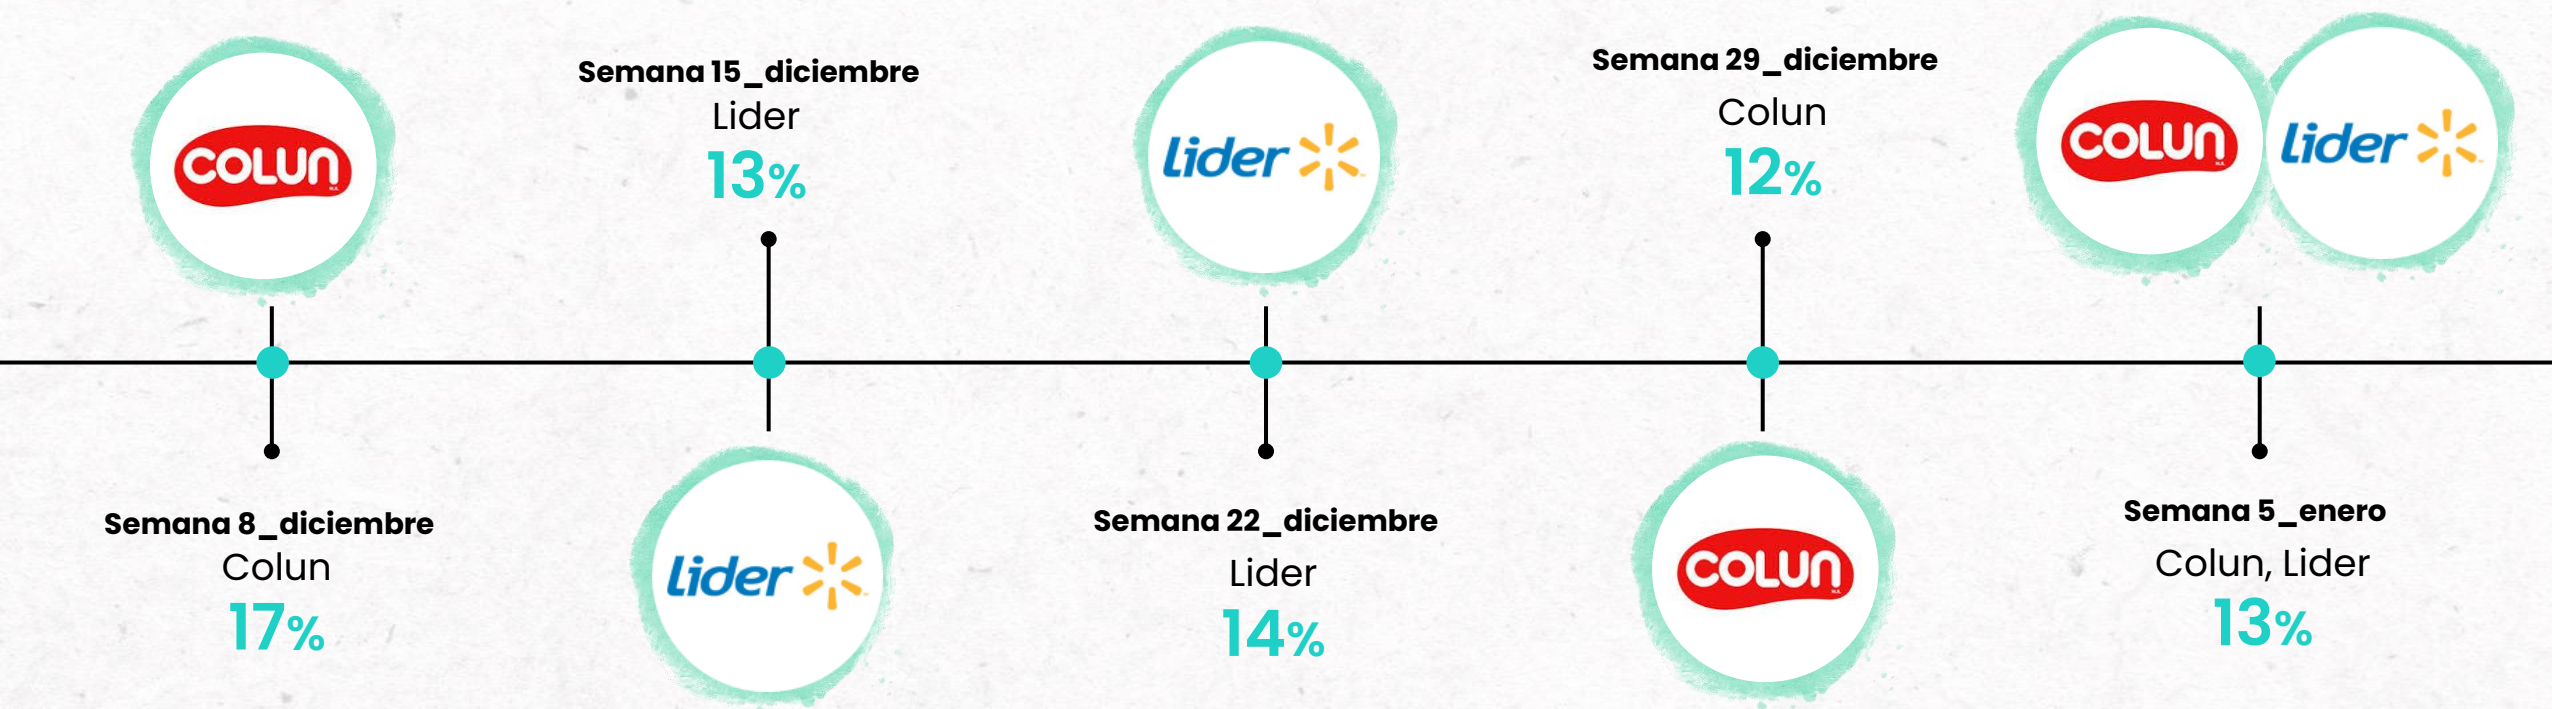 COLUN
Semana 8_diciembre
Colun
17%
Semana 15_diciembre
Lider
13%
Lider
Lider
Semana 22_diciembre
Lider
14%
Semana 29_diciembre
Colun
12%
COLUN
COLUN
Lider
Semana 5_enero
Colun, Lider
13%